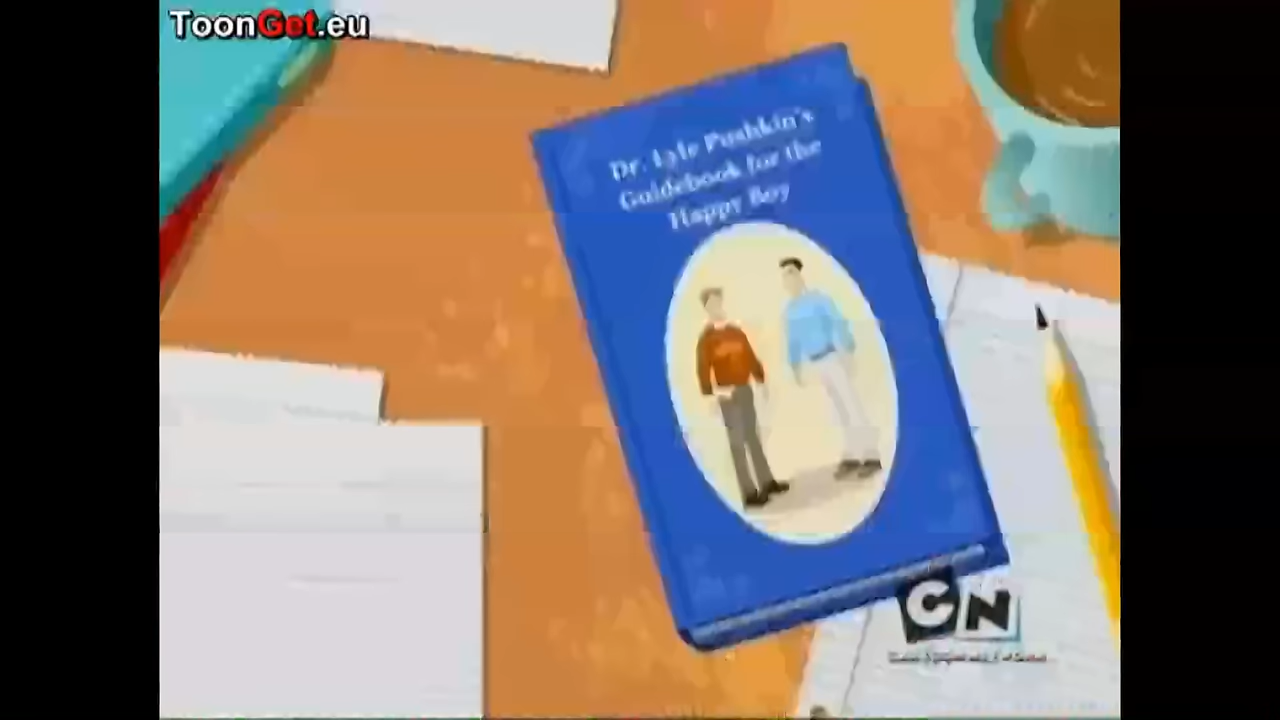 ToonGet.eu
Dr. Lyle Pushkin's
Guidebook for the
Happy Boy
CN